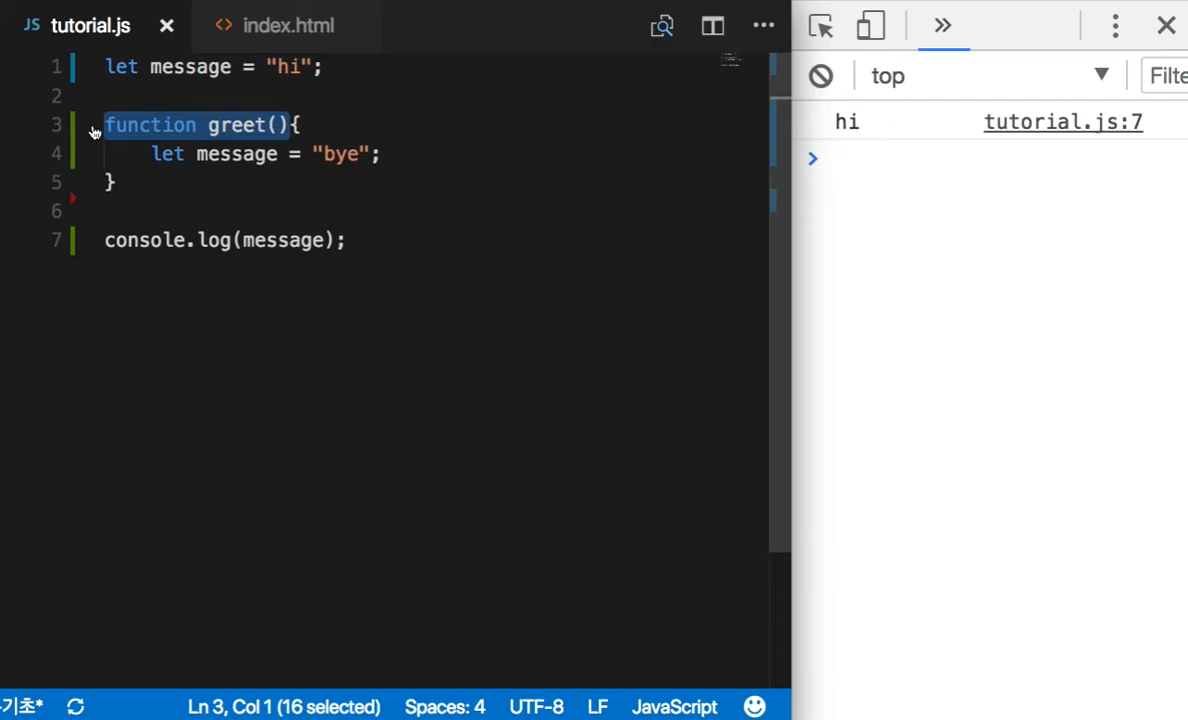 JS tutorial.js × <> index.html
1 let message = "hi";
2
3 function greet(){
4 let message = "bye";
5 }
6
7 console.log(message);
top
Filte
hi tutorial.js:7
>
기초* Ln 3, Col 1 (16 selected) Spaces: 4 UTF-8 LF JavaScript